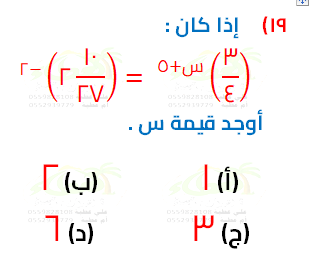 ١٩) إذا كان :
(٣/٤)^(س+٥) = (٢ ١٠/٢٧)^(-٢)
أوجد قيمة س .
(أ) ١ (ب) ٢
(ج) ٣ (د) ٦